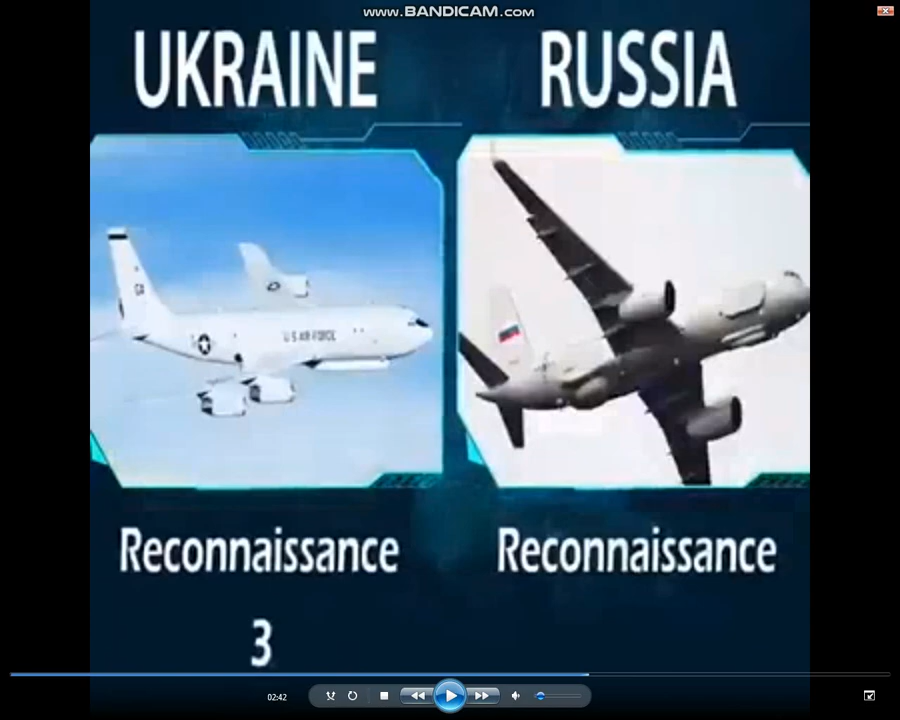 WWW.BANDICAM.COM
UKRAINE RUSSIA
U S AIR FORCE
Reconnaissance Reconnaissance
3
02:42